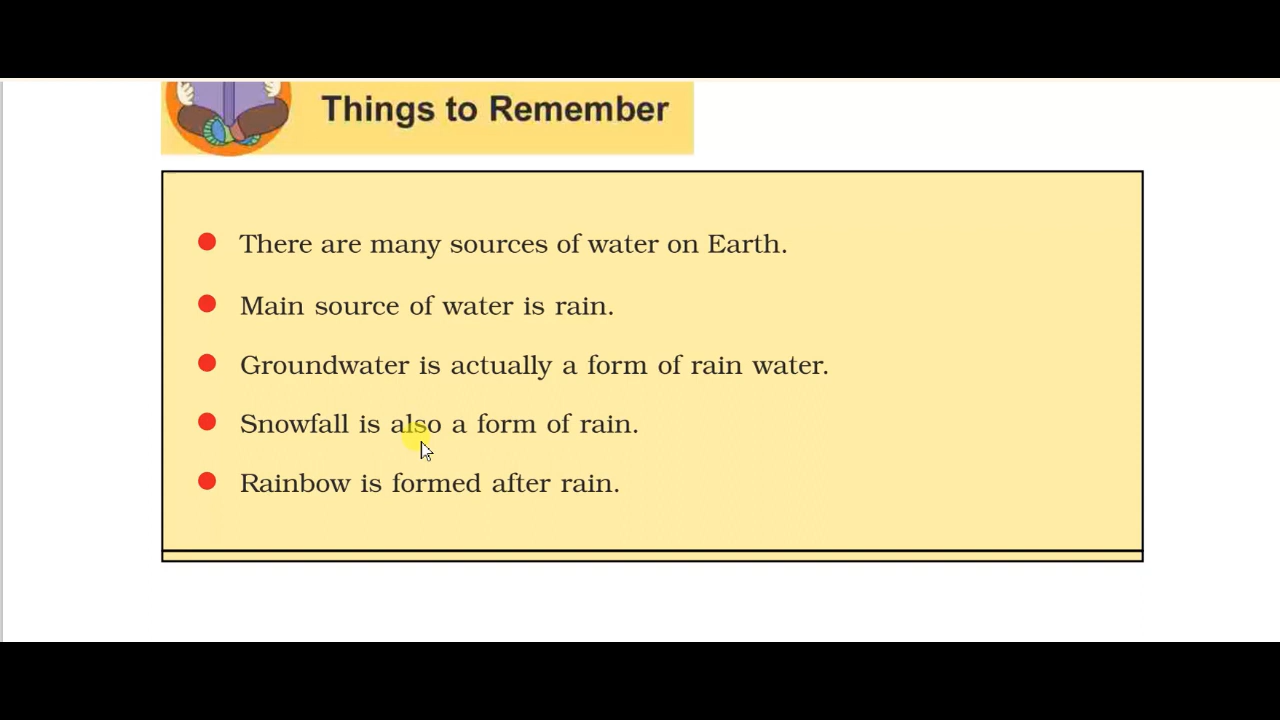 Things to Remember
There are many sources of water on Earth.
Main source of water is rain.
Groundwater is actually a form of rain water.
Snowfall is also a form of rain.
Rainbow is formed after rain.